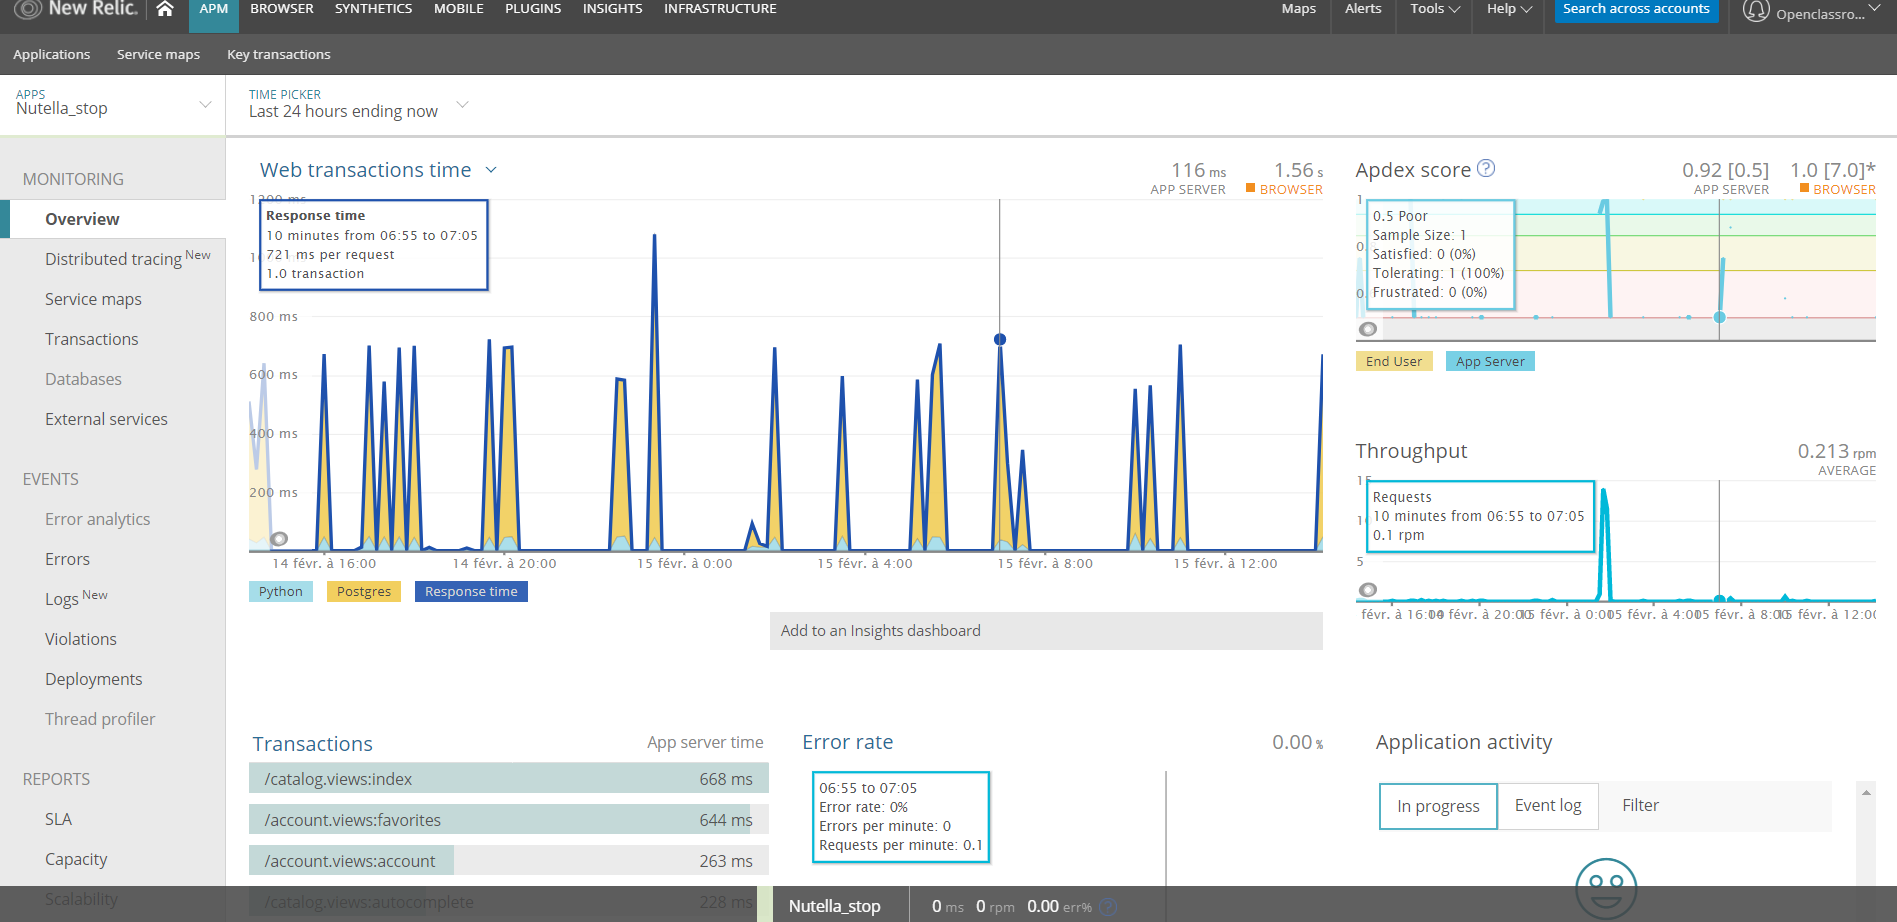 New Relic.
APM BROWSER SYNTHETICS MOBILE PLUGINS INSIGHTS INFRASTRUCTURE Maps Alerts Tools Help Search across accounts Openclassro...
Applications Service maps Key transactions
APPS
Nutella_stop
TIME PICKER
Last 24 hours ending now
MONITORING
Overview
Distributed tracing New
Service maps
Transactions
Databases
External services
EVENTS
Error analytics
Errors
Logs New
Violations
Deployments
Thread profiler
REPORTS
SLA
Capacity
Scalability
Web transactions time
116 ms
APP SERVER
1.56 s
BROWSER
1200 ms
Response time
10 minutes from 06:55 to 07:05
721 ms per request
1.0 transaction
800 ms
600 ms
400 ms
200 ms
14 févr. à 16:00 14 févr. à 20:00 15 févr. à 0:00 15 févr. à 4:00 15 févr. à 8:00 15 févr. à 12:00
Python Postgres Response time
Add to an Insights dashboard
Apdex score ?
0.92 [0.5]
APP SERVER
1.0 [7.0]*
BROWSER
1
0.5 Poor
Sample Size: 1
Satisfied: 0 (0%)
Tolerating: 1 (100%)
Frustrated: 0 (0%)
End User App Server
Throughput
0.213 rpm
AVERAGE
Requests
10 minutes from 06:55 to 07:05
0.1 rpm
5
févr. à 16:00 févr. à 20:00 févr. à 0:00 févr. à 4:00 févr. à 8:00 févr. à 12:00
Transactions App server time
/catalog.views:index 668 ms
/account.views:favorites 644 ms
/account.views:account 263 ms
/catalog.views:autocomplete 228 ms
Error rate 0.00 %
06:55 to 07:05
Error rate: 0%
Errors per minute: 0
Requests per minute: 0.1
Application activity
In progress Event log Filter
Nutella_stop 0 ms 0 rpm 0.00 err% ?